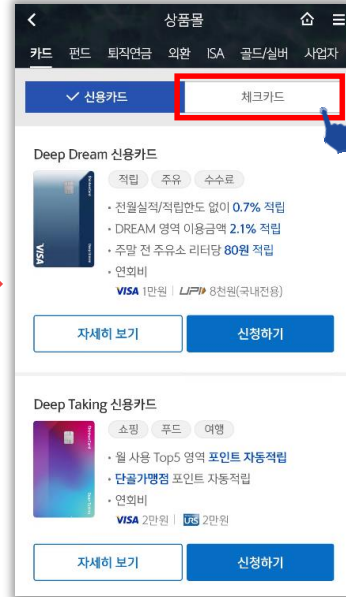 상품몰
카드 펀드 퇴직연금 외환 ISA 골드/실버 사업자
신용카드 체크카드
Deep Dream 신용카드
적립 주유 수수료
• 전월실적/적립한도 없이 0.7% 적립
• DREAM 영역 이용금액 2.1% 적립
• 주말 전 주유소 리터당 80원 적립
• 연회비
VISA 1만원 | UPI 8천원(국내전용)
VISA
자세히 보기 신청하기
Deep Taking 신용카드
쇼핑 푸드 여행
• 월 사용 Top5 영역 포인트 자동적립
• 단골가맹점 포인트 자동적립
• 연회비
VISA 2만원 | URS 2만원
자세히 보기 신청하기